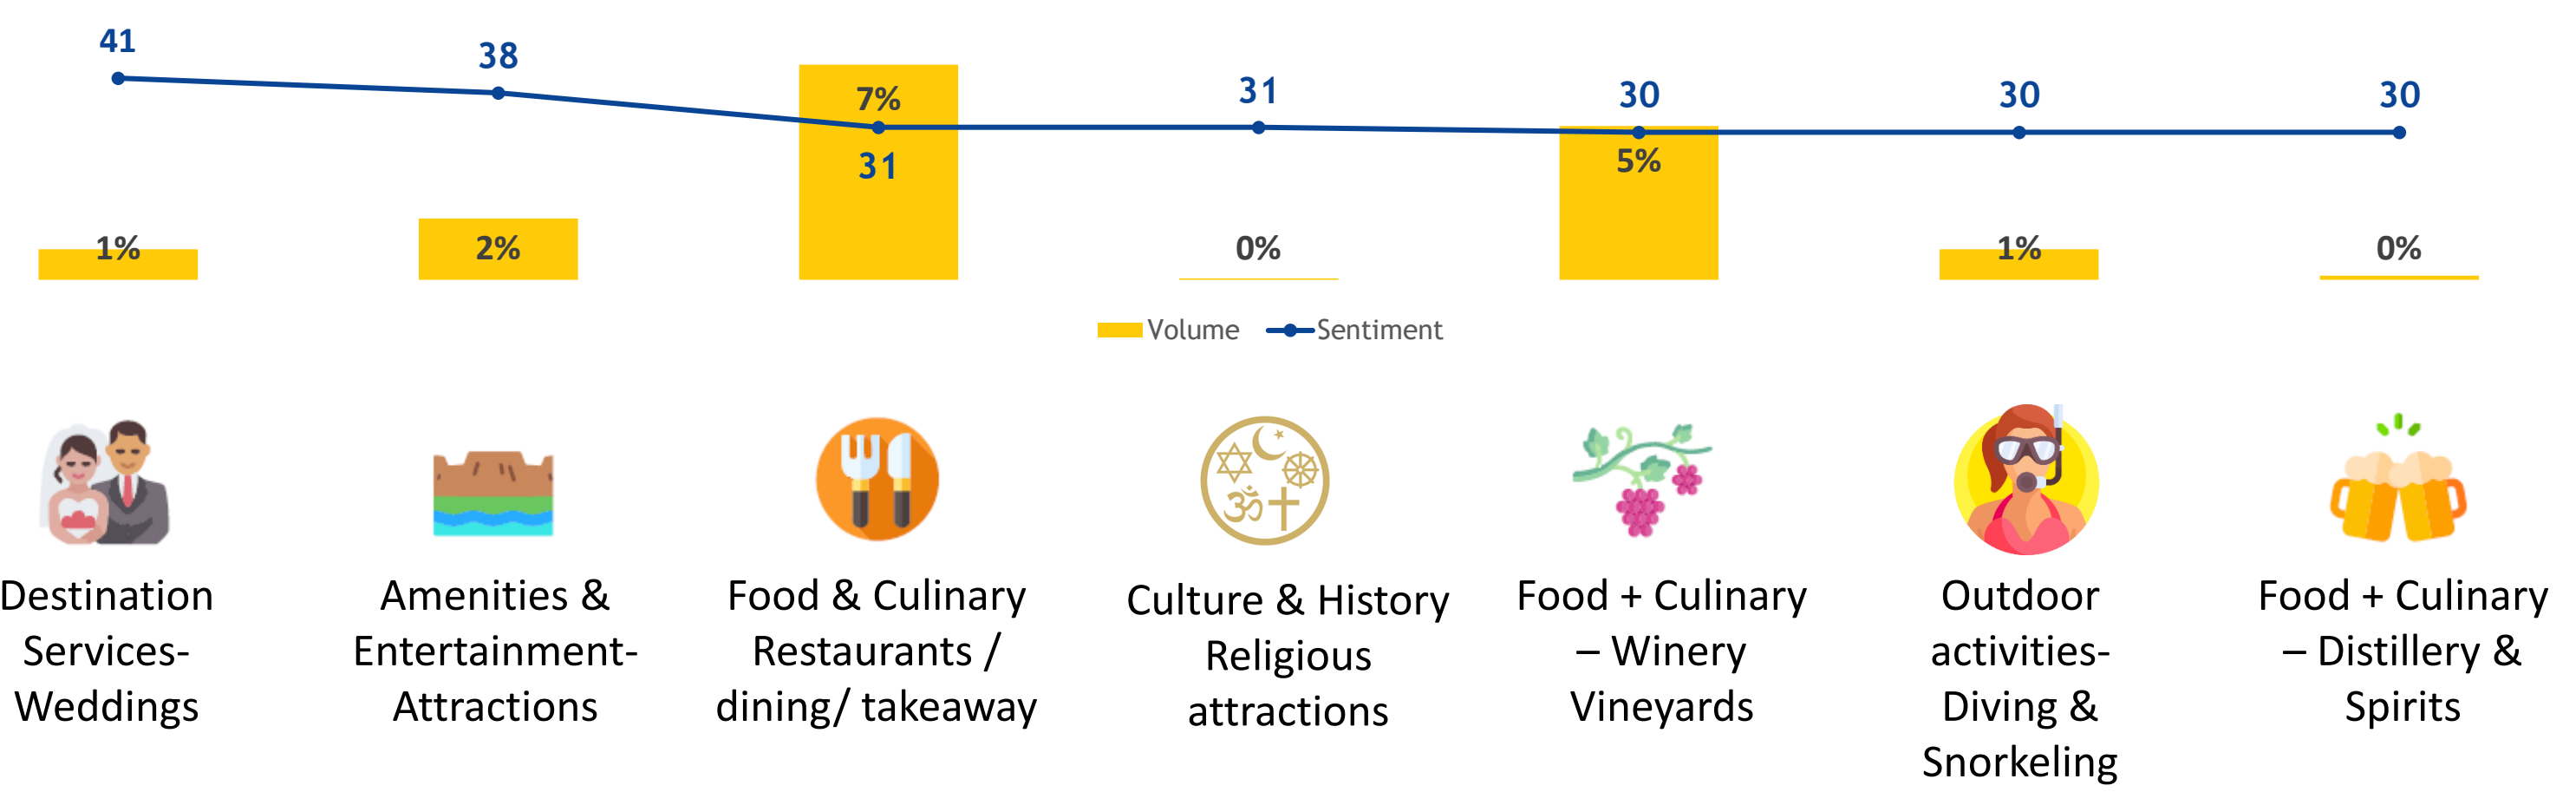 41
38
7%
31
31
30
5%
30
30
1%
2%
0%
1%
0%
Volume
Sentiment
Destination
Services-
Weddings
Amenities &
Entertainment-
Attractions
Food & Culinary
Restaurants /
dining/ takeaway
Culture & History
Religious
attractions
Food + Culinary
– Winery
Vineyards
Outdoor
activities-
Diving &
Snorkeling
Food + Culinary
– Distillery &
Spirits